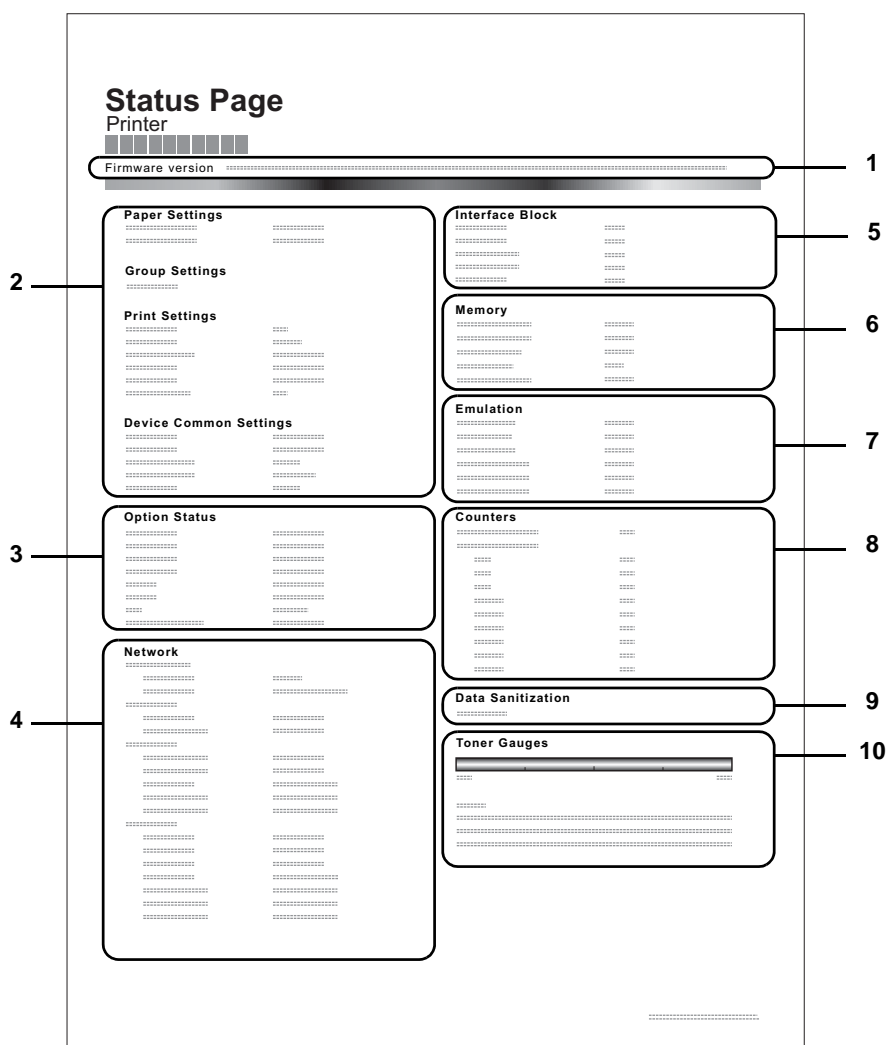 Status Page
Printer
Firmware version
1
Paper Settings
Group Settings
Print Settings
Device Common Settings
2
Option Status
3
Network
4
Interface Block
5
Memory
6
Emulation
7
Counters
8
Data Sanitization
9
Toner Gauges
10